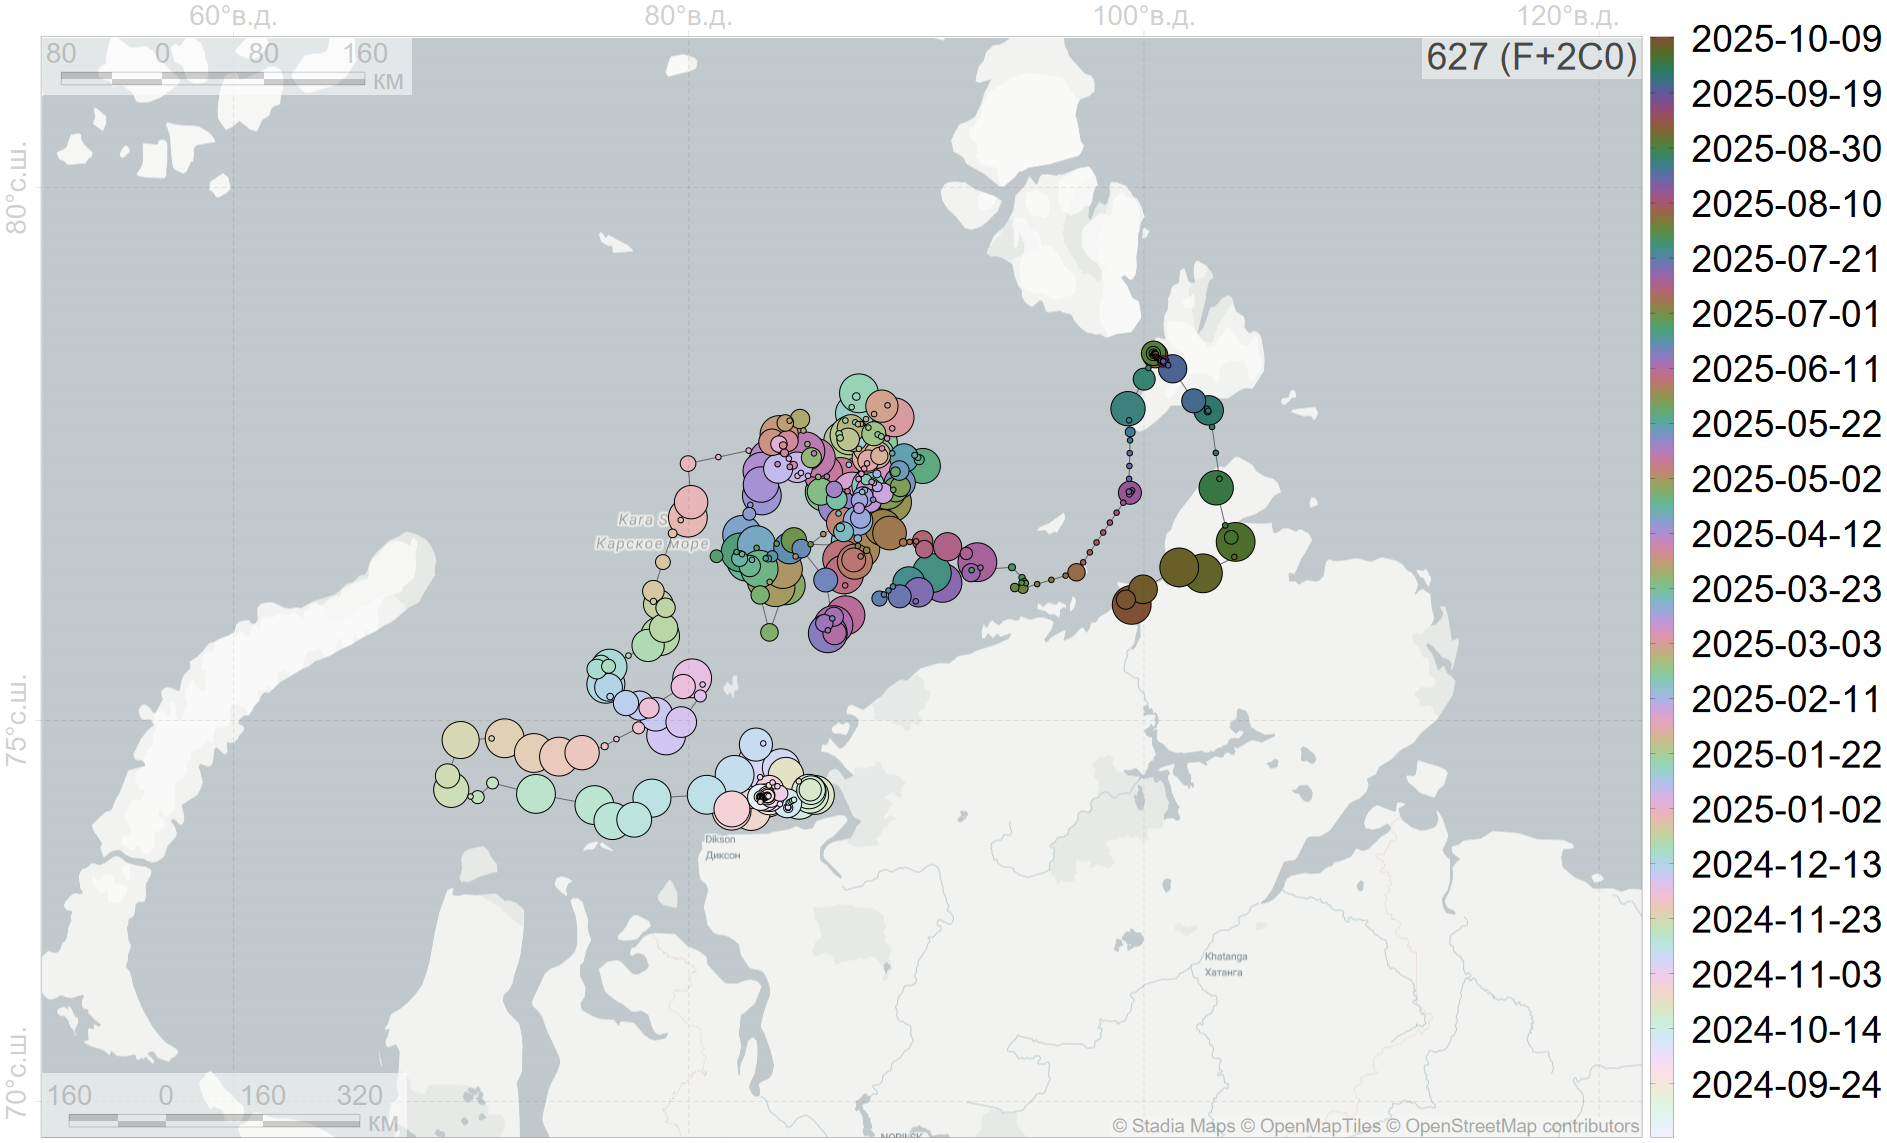 60°в.д.
80°в.д.
100°в.д.
120°в.д.
80 0 80 160
км
627 (F+2C0)
2025-10-09
2025-09-19
2025-08-30
2025-08-10
2025-07-21
2025-07-01
2025-06-11
2025-05-22
2025-05-02
2025-04-12
2025-03-23
2025-03-03
2025-02-11
2025-01-22
2025-01-02
2024-12-13
2024-11-23
2024-11-03
2024-10-14
2024-09-24
80°с.ш.
75°с.ш.
70°с.ш.
Kara S
Карское море
Dikson
Диксон
Khatanga
Хатанга
NORILSK
160 0 160 320
км
© Stadia Maps © OpenMapTiles © OpenStreetMap contributors